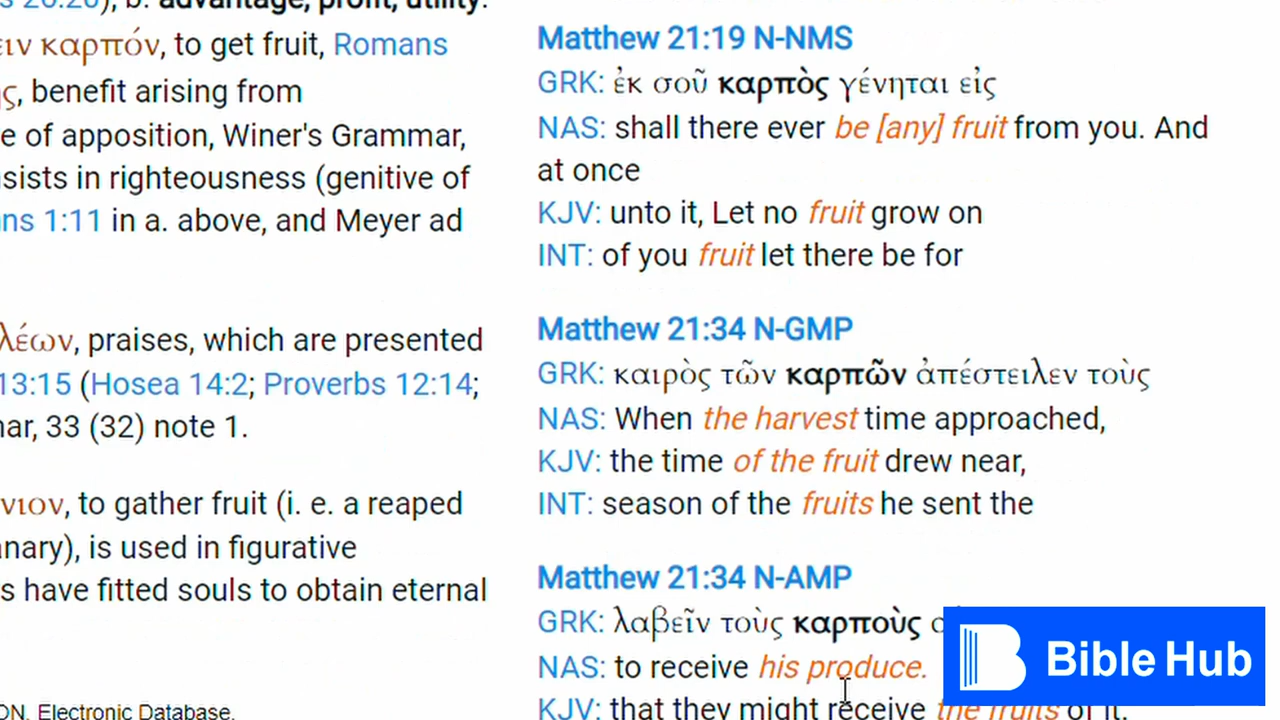 advantage, profit, utility:
καρπόν, to get fruit, Romans
benefit arising from
e of apposition, Winer's Grammar,
sists in righteousness (genitive of
1:11 in a. above, and Meyer ad
praises, which are presented
13:15 (Hosea 14:2; Proverbs 12:14;
33 (32) note 1.
to gather fruit (i. e. a reaped
is used in figurative
s have fitted souls to obtain eternal
Electronic Database.
Matthew 21:19 N-NMS
GRK: ἐκ σοῦ καρπὸς γένηται εἰς
NAS: shall there ever be [any] fruit from you. And
at once
KJV: unto it, Let no fruit grow on
INT: of you fruit let there be for
Matthew 21:34 N-GMP
GRK: καιρὸς τῶν καρπῶν ἀπέστειλεν τοὺς
NAS: When the harvest time approached,
KJV: the time of the fruit drew near,
INT: season of the fruits he sent the
Matthew 21:34 N-AMP
GRK: λαβεῖν τοὺς καρποὺς
NAS: to receive his produce.
KJV: that they might receive the fruits of it.
Bible Hub